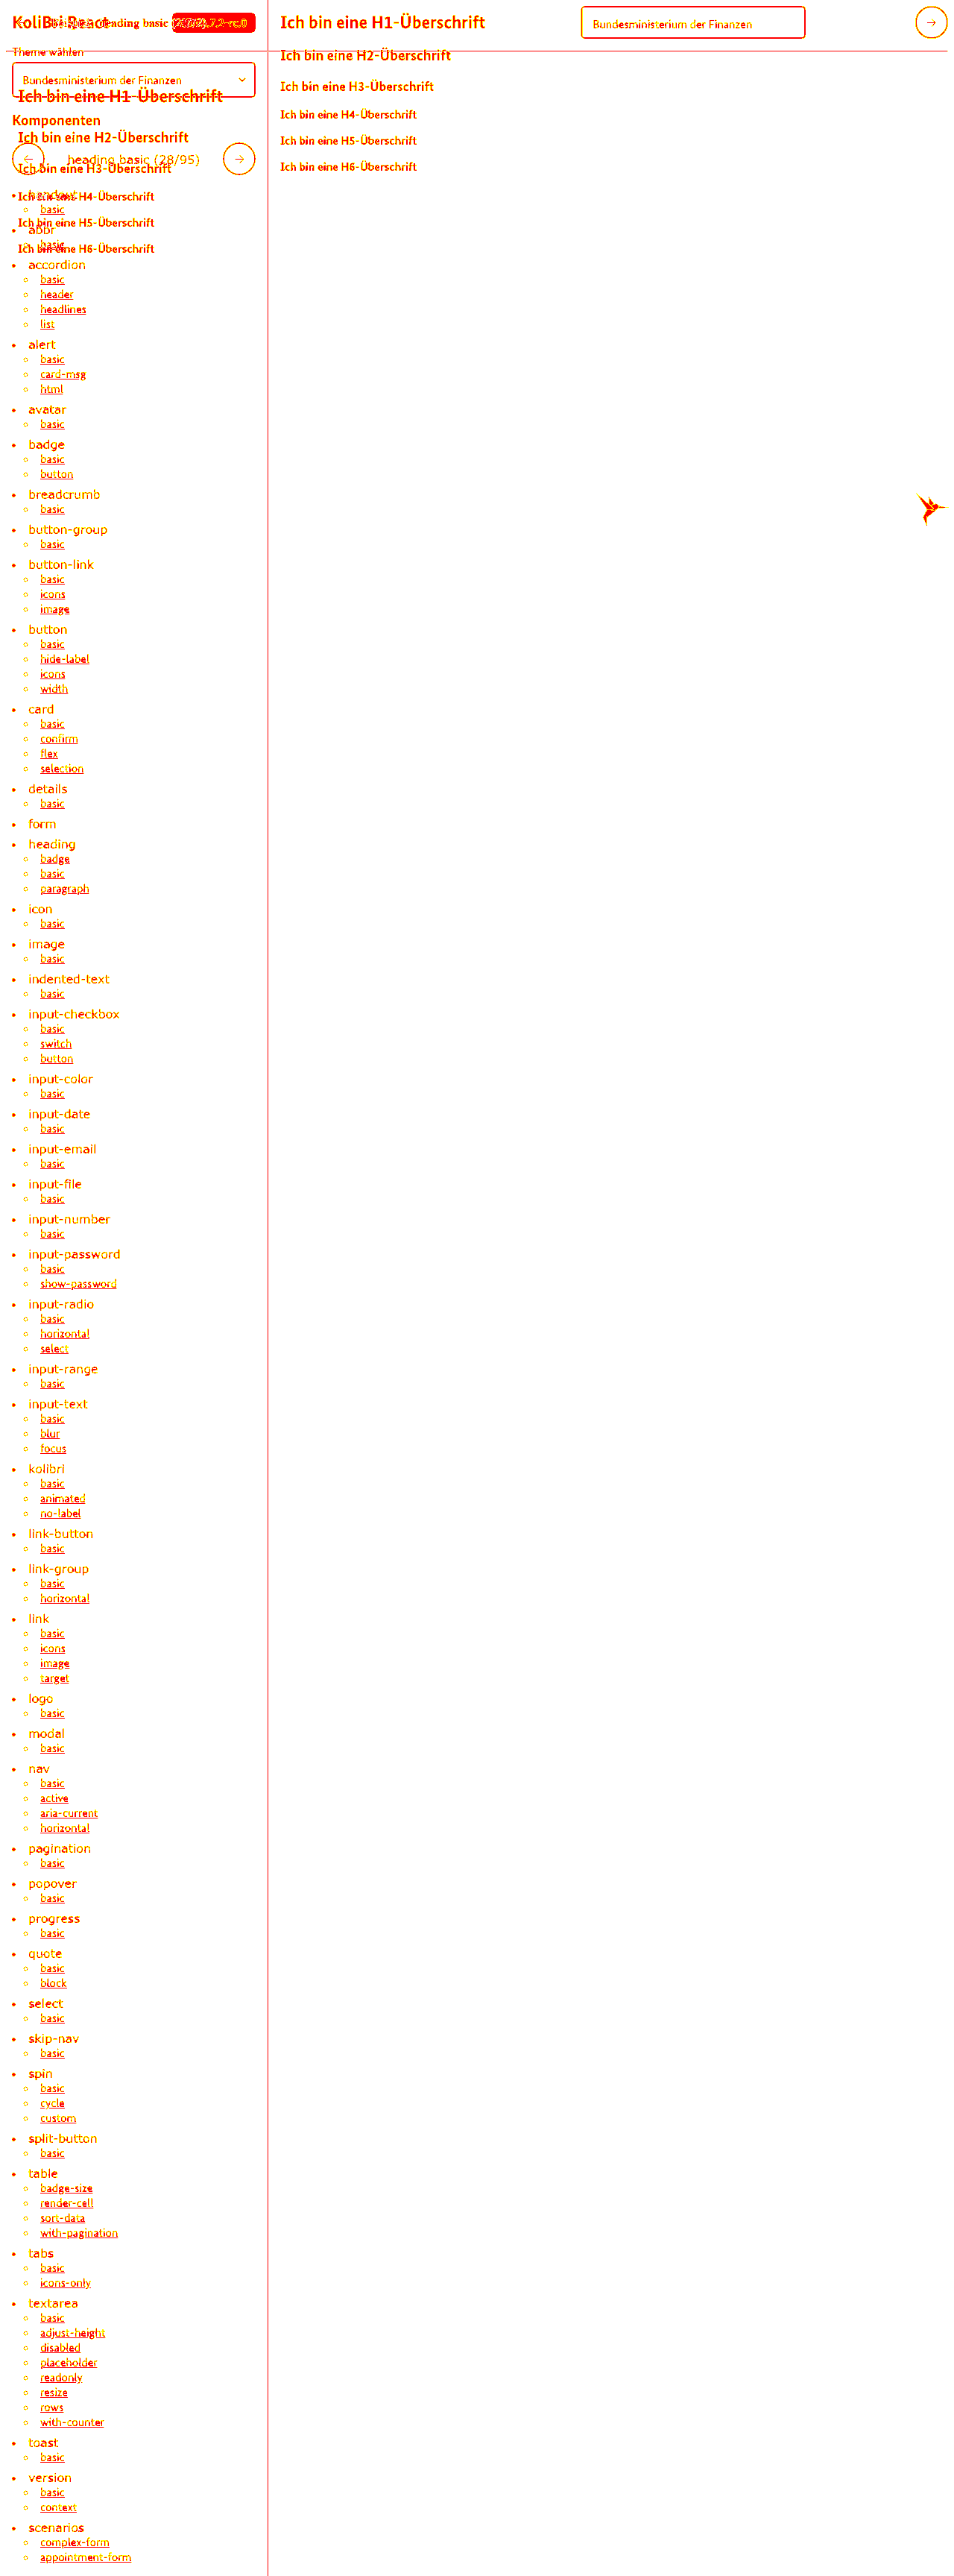 KoliBri React
Theme wählen
Bundesministerium der Finanzen
Ich bin eine H1-Überschrift
Komponenten
Ich bin eine H2-Überschrift
heading basic (28/95)
Ich bin eine H3-Überschrift
Ich bin eine H4-Überschrift
basic
Ich bin eine H5-Überschrift
abbr
Ich bin eine H6-Überschrift
basic
accordion
basic
header
headlines
list
alert
basic
card-msg
html
avatar
basic
badge
basic
button
breadcrumb
basic
button-group
basic
button-link
basic
icons
image
button
basic
hide-label
icons
width
card
basic
confirm
flex
selection
details
basic
form
heading
badge
basic
paragraph
icon
basic
image
basic
indented-text
basic
input-checkbox
basic
switch
button
input-color
basic
input-date
basic
input-email
basic
input-file
basic
input-number
basic
input-password
basic
show-password
input-radio
basic
horizontal
select
input-range
basic
input-text
basic
blur
focus
kolibri
basic
animated
no-label
link-button
basic
link-group
basic
horizontal
link
basic
icons
image
target
logo
basic
modal
basic
nav
basic
active
aria-current
horizontal
pagination
basic
popover
basic
progress
basic
quote
basic
block
select
basic
skip-nav
basic
spin
basic
cycle
custom
split-button
basic
table
badge-size
render-cell
sort-data
with-pagination
tabs
basic
icons-only
textarea
basic
adjust-height
disabled
placeholder
readonly
resize
rows
with-counter
toast
basic
version
basic
context
scenarios
complex-form
appointment-form
Ich bin eine H1-Überschrift
Ich bin eine H2-Überschrift
Ich bin eine H3-Überschrift
Ich bin eine H4-Überschrift
Ich bin eine H5-Überschrift
Ich bin eine H6-Überschrift
Bundesministerium der Finanzen